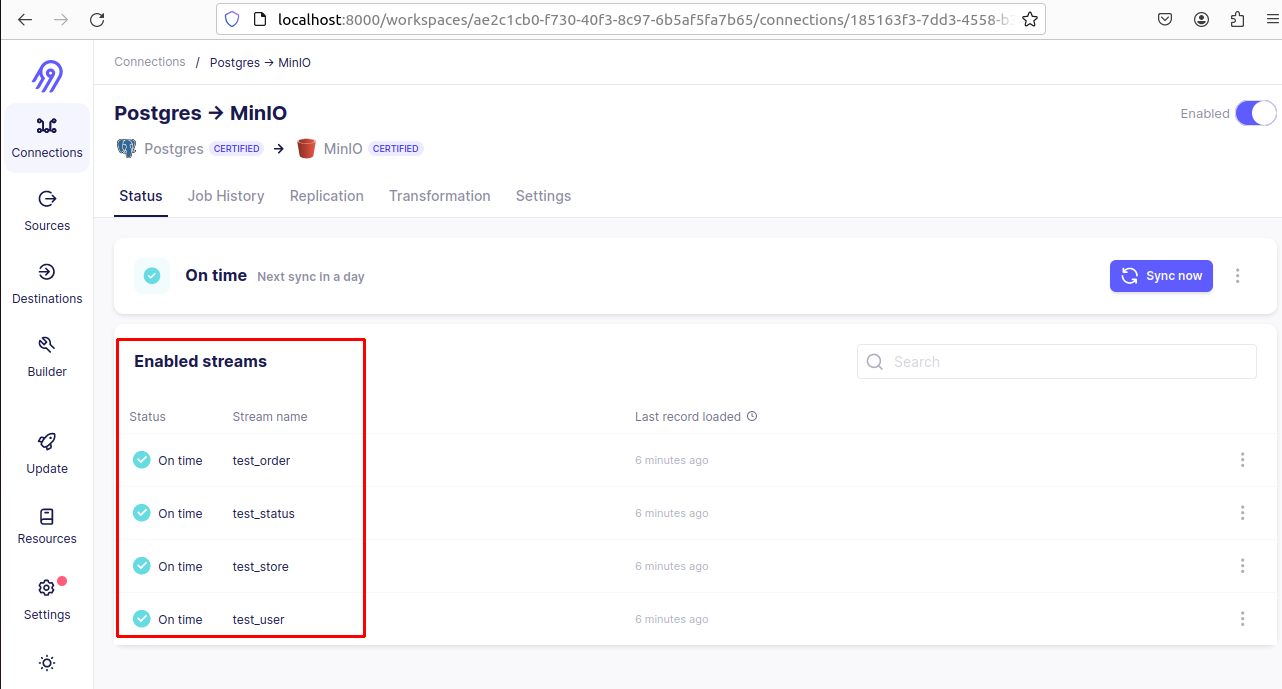 localhost:8000/workspaces/ae2c1cb0-f730-40f3-8c97-6b5af5fa7b65/connections/185163f3-7dd3-4558-b
Connections / Postgres → MinIO
Postgres → MinIO
Enabled
Postgres CERTIFIED → MinIO CERTIFIED
Status Job History Replication Transformation Settings
On time Next sync in a day
Sync now
Enabled streams
Search
Status Stream name Last record loaded
On time test_order 6 minutes ago
On time test_status 6 minutes ago
On time test_store 6 minutes ago
On time test_user 6 minutes ago
Connections
Sources
Destinations
Builder
Update
Resources
Settings